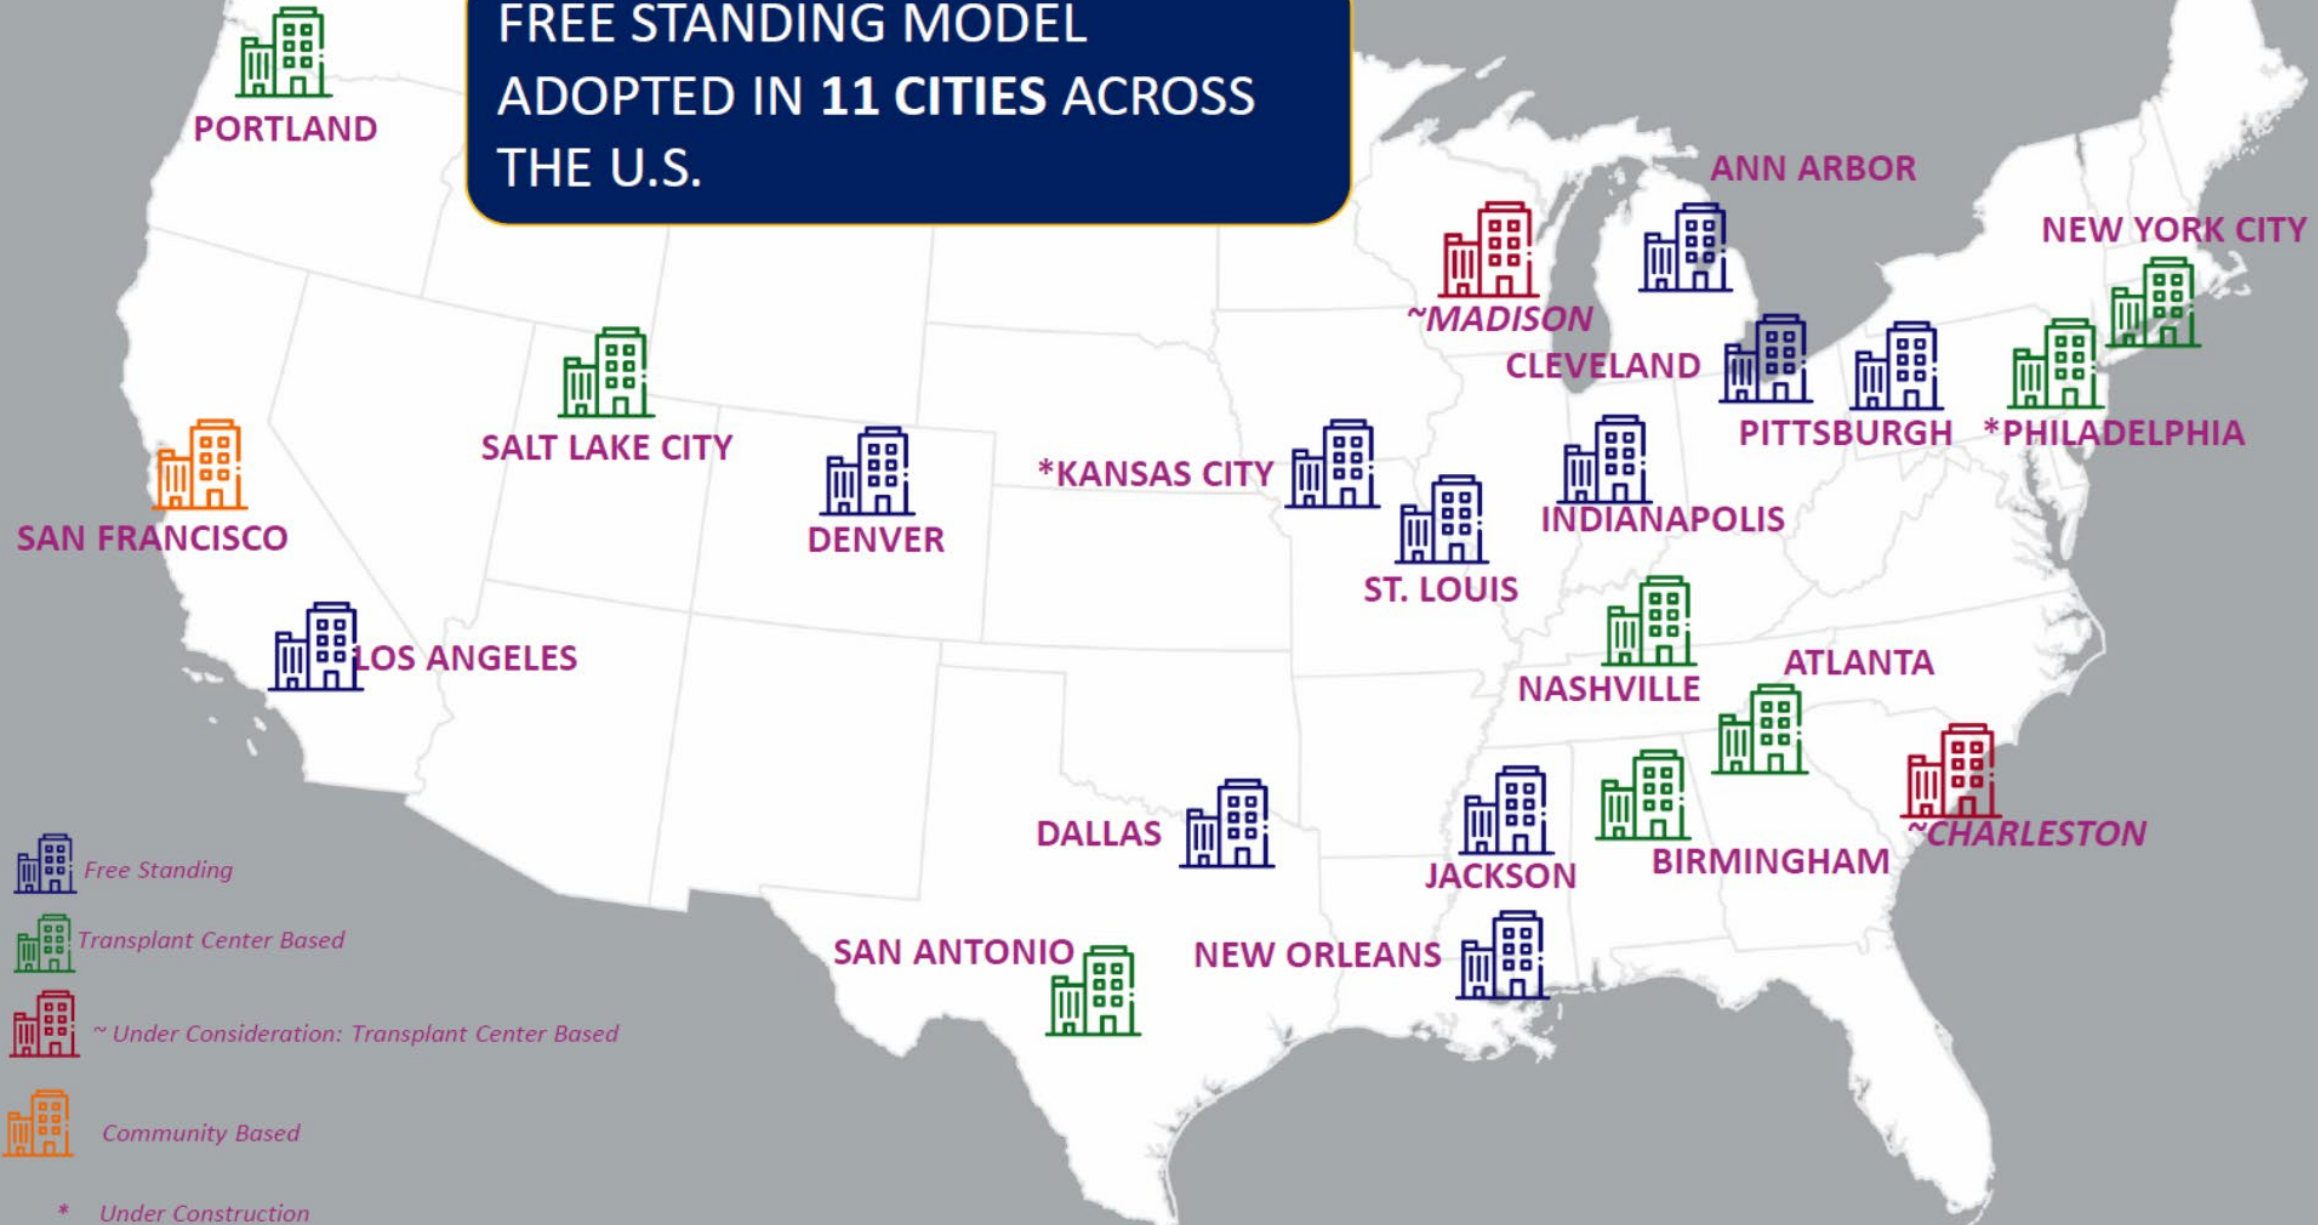 FREE STANDING MODEL
ADOPTED IN 11 CITIES ACROSS
THE U.S.
PORTLAND
ANN ARBOR
NEW YORK CITY
~MADISON
CLEVELAND
PITTSBURGH
*PHILADELPHIA
SALT LAKE CITY
*KANSAS CITY
INDIANAPOLIS
SAN FRANCISCO
DENVER
ST. LOUIS
LOS ANGELES
NASHVILLE
ATLANTA
DALLAS
JACKSON
BIRMINGHAM
~CHARLESTON
SAN ANTONIO
NEW ORLEANS
Free Standing
Transplant Center Based
~ Under Consideration: Transplant Center Based
Community Based
* Under Construction